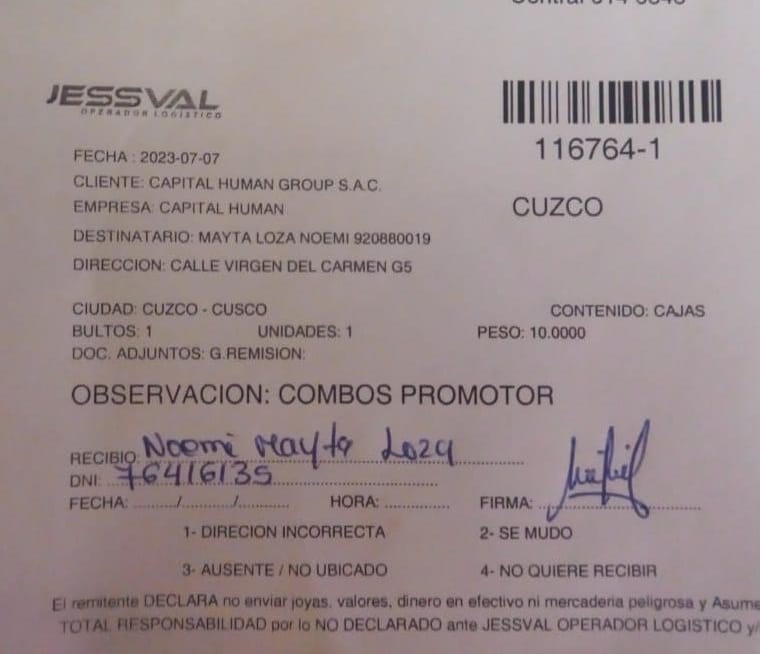 JESSVAL
OPERADOR LOGISTICO
116764-1
FECHA : 2023-07-07
CLIENTE: CAPITAL HUMAN GROUP S.A.C.
EMPRESA: CAPITAL HUMAN
CUZCO
DESTINATARIO: MAYTA LOZA NOEMI 920880019
DIRECCION: CALLE VIRGEN DEL CARMEN G5
CIUDAD: CUZCO - CUSCO CONTENIDO: CAJAS
BULTOS: 1 UNIDADES: 1 PESO: 10.0000
DOC. ADJUNTOS: G.REMISION:
OBSERVACION: COMBOS PROMOTOR
RECIBIO: Noemi Mayta Loza
DNI: 76416135
FECHA: ........./........./......... HORA: ............. FIRMA: ..............
1- DIRECION INCORRECTA 2- SE MUDO
3- AUSENTE / NO UBICADO 4- NO QUIERE RECIBIR
El remitente DECLARA no enviar joyas, valores, dinero en efectivo ni mercaderia peligrosa y Asume
TOTAL RESPONSABILIDAD por lo NO DECLARADO ante JESSVAL OPERADOR LOGISTICO y/